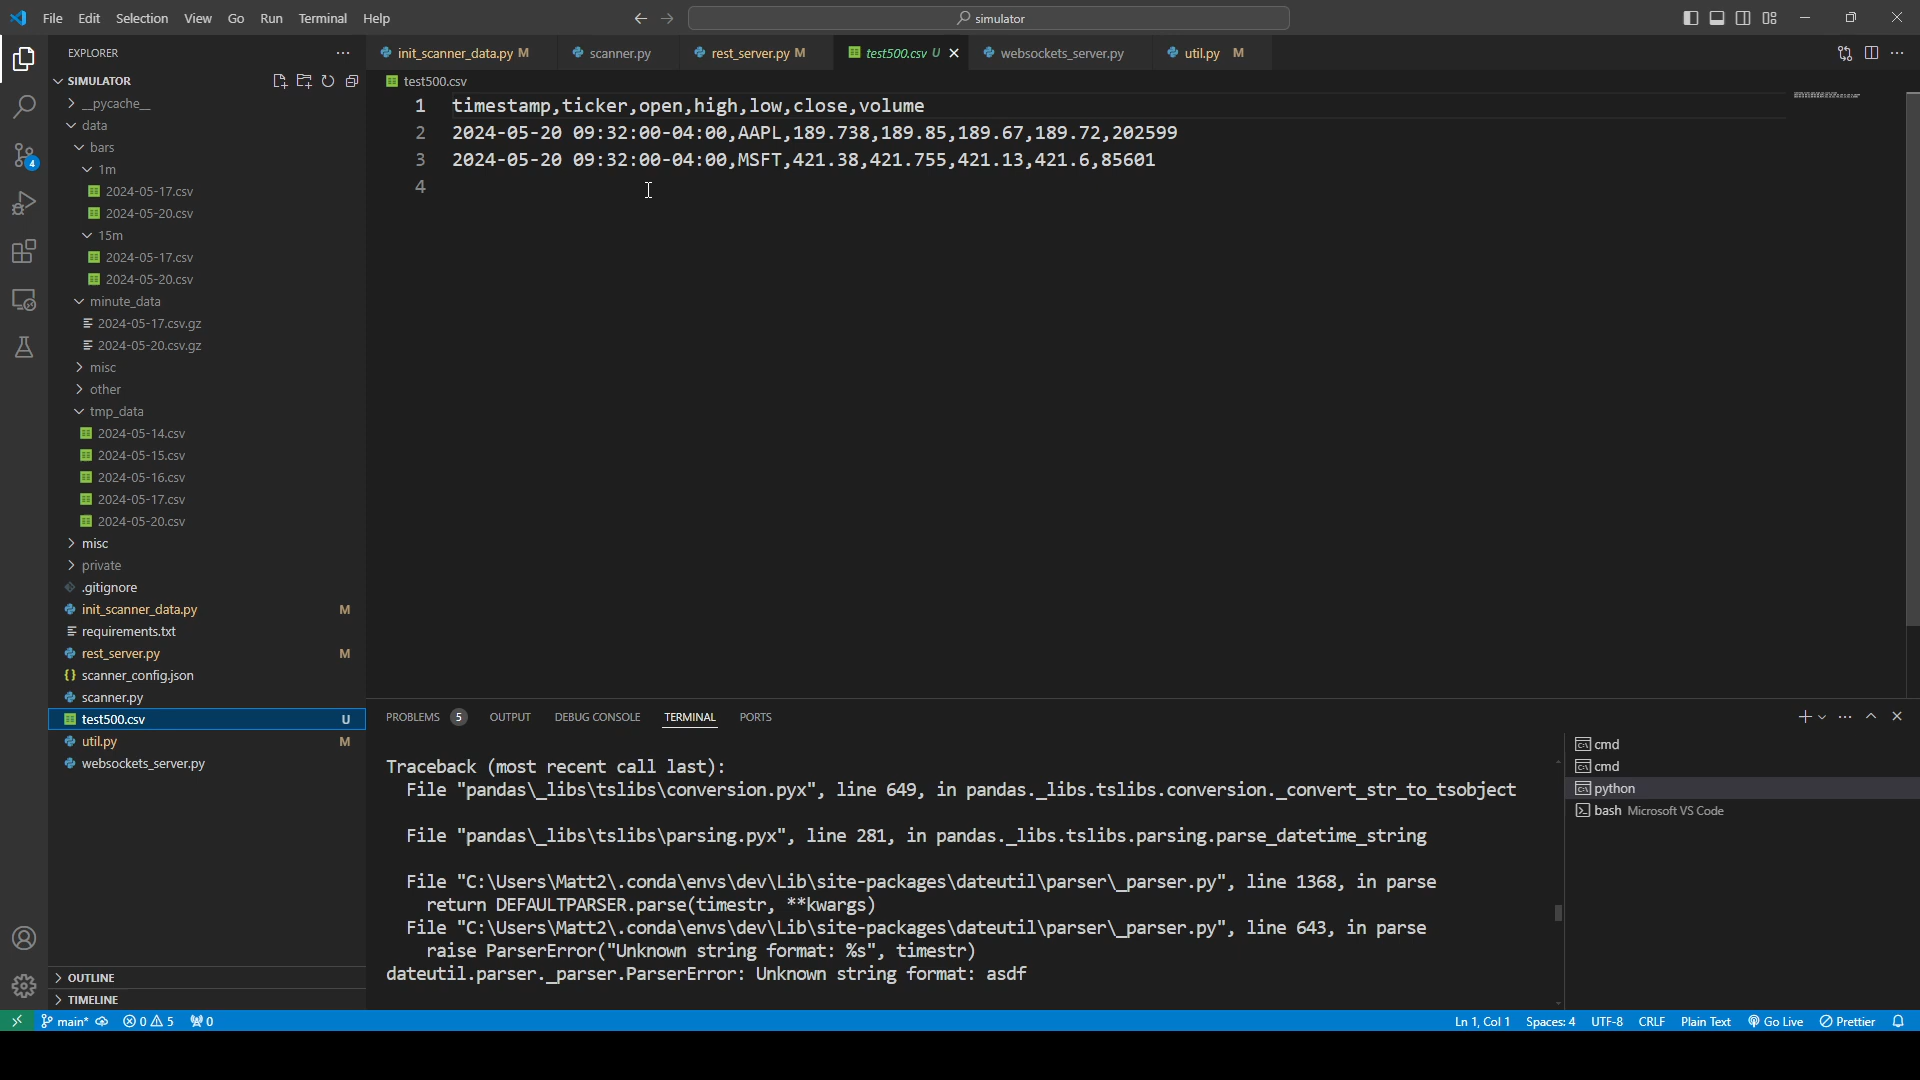 File Edit Selection View Go Run Terminal Help
simulator
EXPLORER
SIMULATOR
__pycache__
data
bars
1m
2024-05-17.csv
2024-05-20.csv
15m
2024-05-17.csv
2024-05-20.csv
minute_data
2024-05-17.csv.gz
2024-05-20.csv.gz
misc
other
tmp_data
2024-05-14.csv
2024-05-15.csv
2024-05-16.csv
2024-05-17.csv
2024-05-20.csv
misc
private
.gitignore
init_scanner_data.py M
requirements.txt
rest_server.py M
scanner_config.json
scanner.py
test500.csv U
util.py M
websockets_server.py
OUTLINE
TIMELINE
4
init_scanner_data.py M scanner.py rest_server.py M test500.csv U websockets_server.py util.py M
test500.csv
1 timestamp,ticker,open,high,low,close,volume
2 2024-05-20 09:32:00-04:00,AAPL,189.738,189.85,189.67,189.72,202599
3 2024-05-20 09:32:00-04:00,MSFT,421.38,421.755,421.13,421.6,85601
4
PROBLEMS 5 OUTPUT DEBUG CONSOLE TERMINAL PORTS
Traceback (most recent call last):
File "pandas\_libs\tslibs\conversion.pyx", line 649, in pandas._libs.tslibs.conversion._convert_str_to_tsobject
File "pandas\_libs\tslibs\parsing.pyx", line 281, in pandas._libs.tslibs.parsing.parse_datetime_string
File "C:\Users\Matt2\.conda\envs\dev\Lib\site-packages\dateutil\parser\_parser.py", line 1368, in parse
return DEFAULTPARSER.parse(timestr, **kwargs)
File "C:\Users\Matt2\.conda\envs\dev\Lib\site-packages\dateutil\parser\_parser.py", line 643, in parse
raise ParserError("Unknown string format: %s", timestr)
dateutil.parser._parser.ParserError: Unknown string format: asdf
cmd
cmd
python
bash Microsoft VS Code
main* 0 5 0 Ln 1, Col 1 Spaces: 4 UTF-8 CRLF Plain Text Go Live Prettier